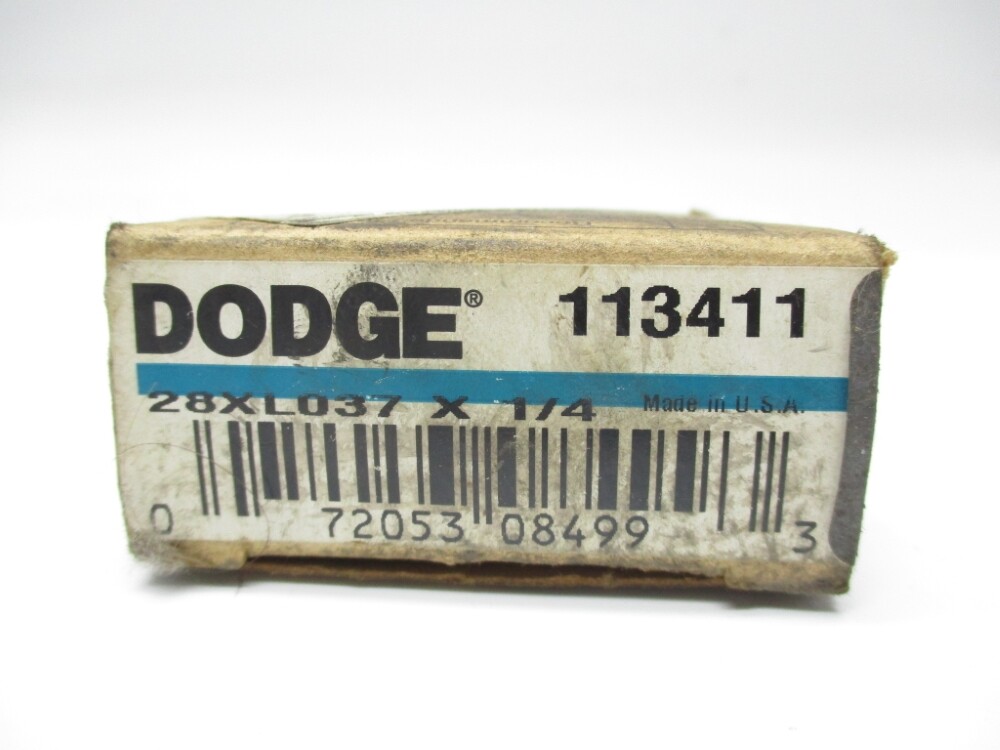 DODGE® 113411
28XL037 X 1/4 Made in U.S.A.
0 72053 08499 3